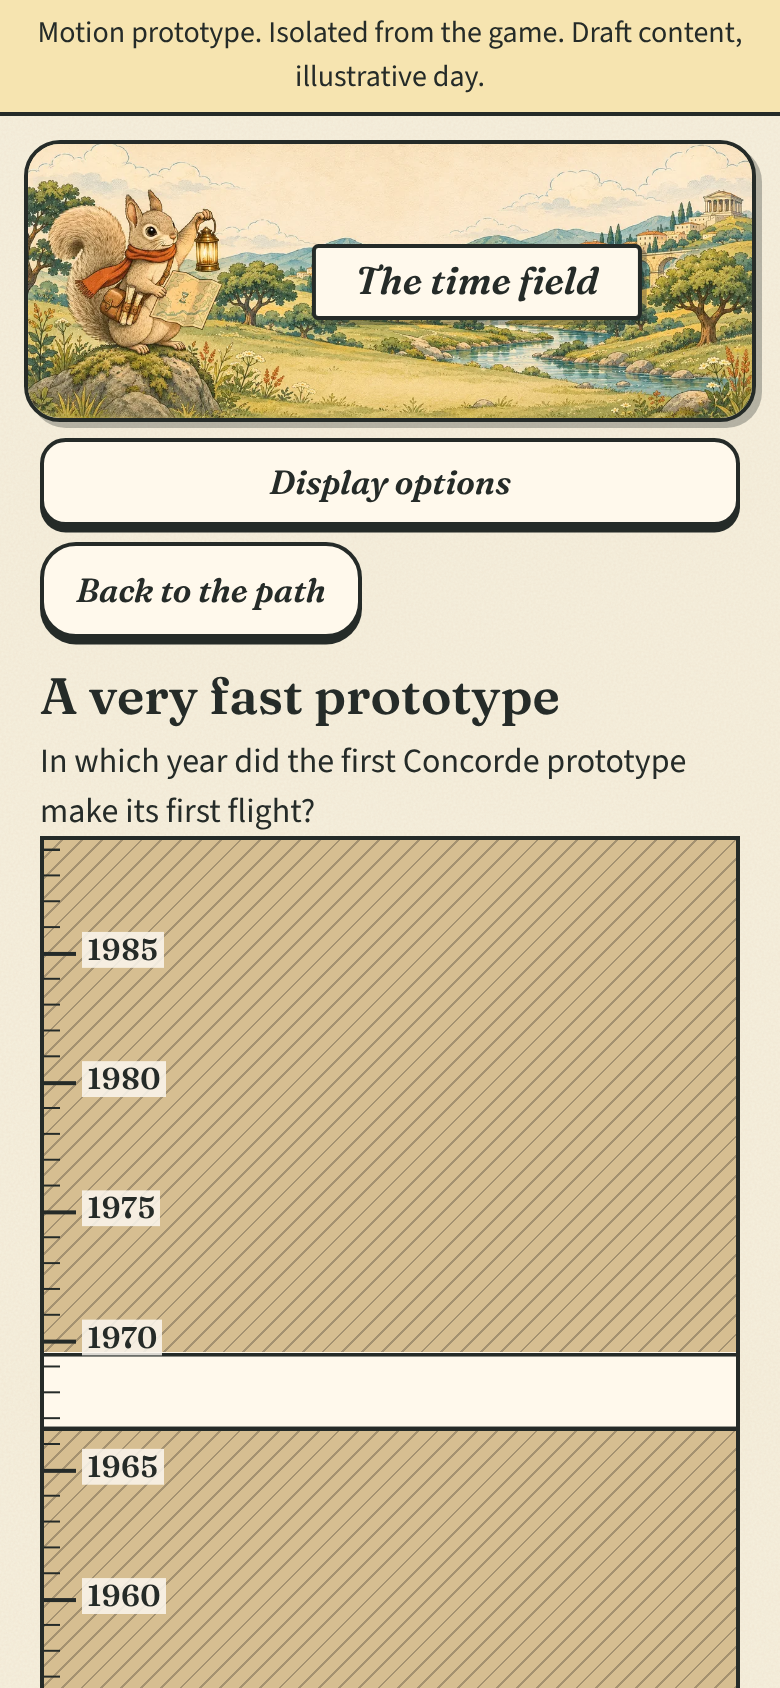 Motion prototype. Isolated from the game. Draft content,
illustrative day.
The time field
Display options
Back to the path
A very fast prototype
In which year did the first Concorde prototype
make its first flight?
1985
1980
1975
1970
1965
1960